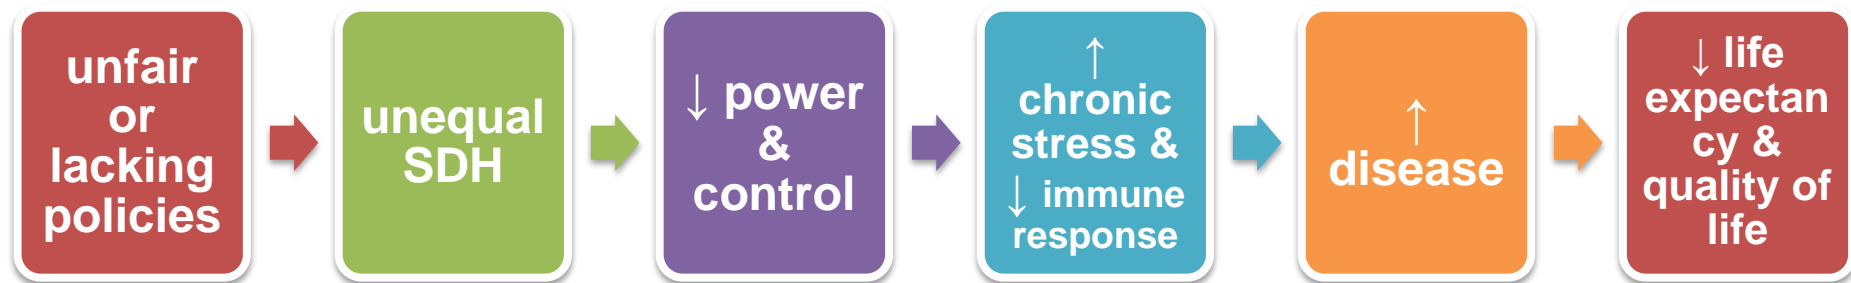 unfair
or
lacking
policies
unequal
SDH
↓ power
&
control
↑
chronic
stress &
↓ immune
response
↑
disease
↓ life
expectan
cy &
quality of
life